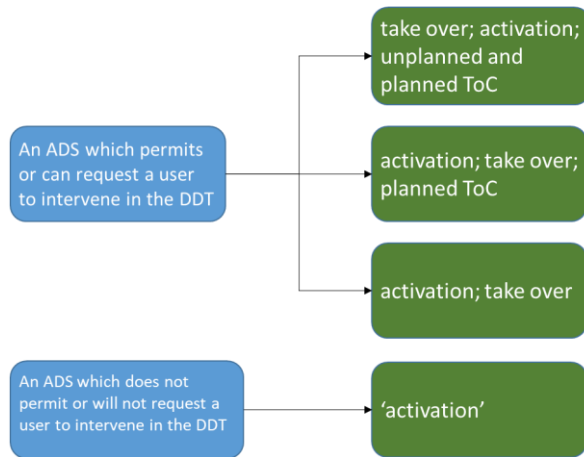 take over; activation;
unplanned and
planned ToC
An ADS which permits
or can request a user
to intervene in the DDT
activation; take over;
planned ToC
activation; take over
An ADS which does not
permit or will not request a
user to intervene in the DDT
‘activation’